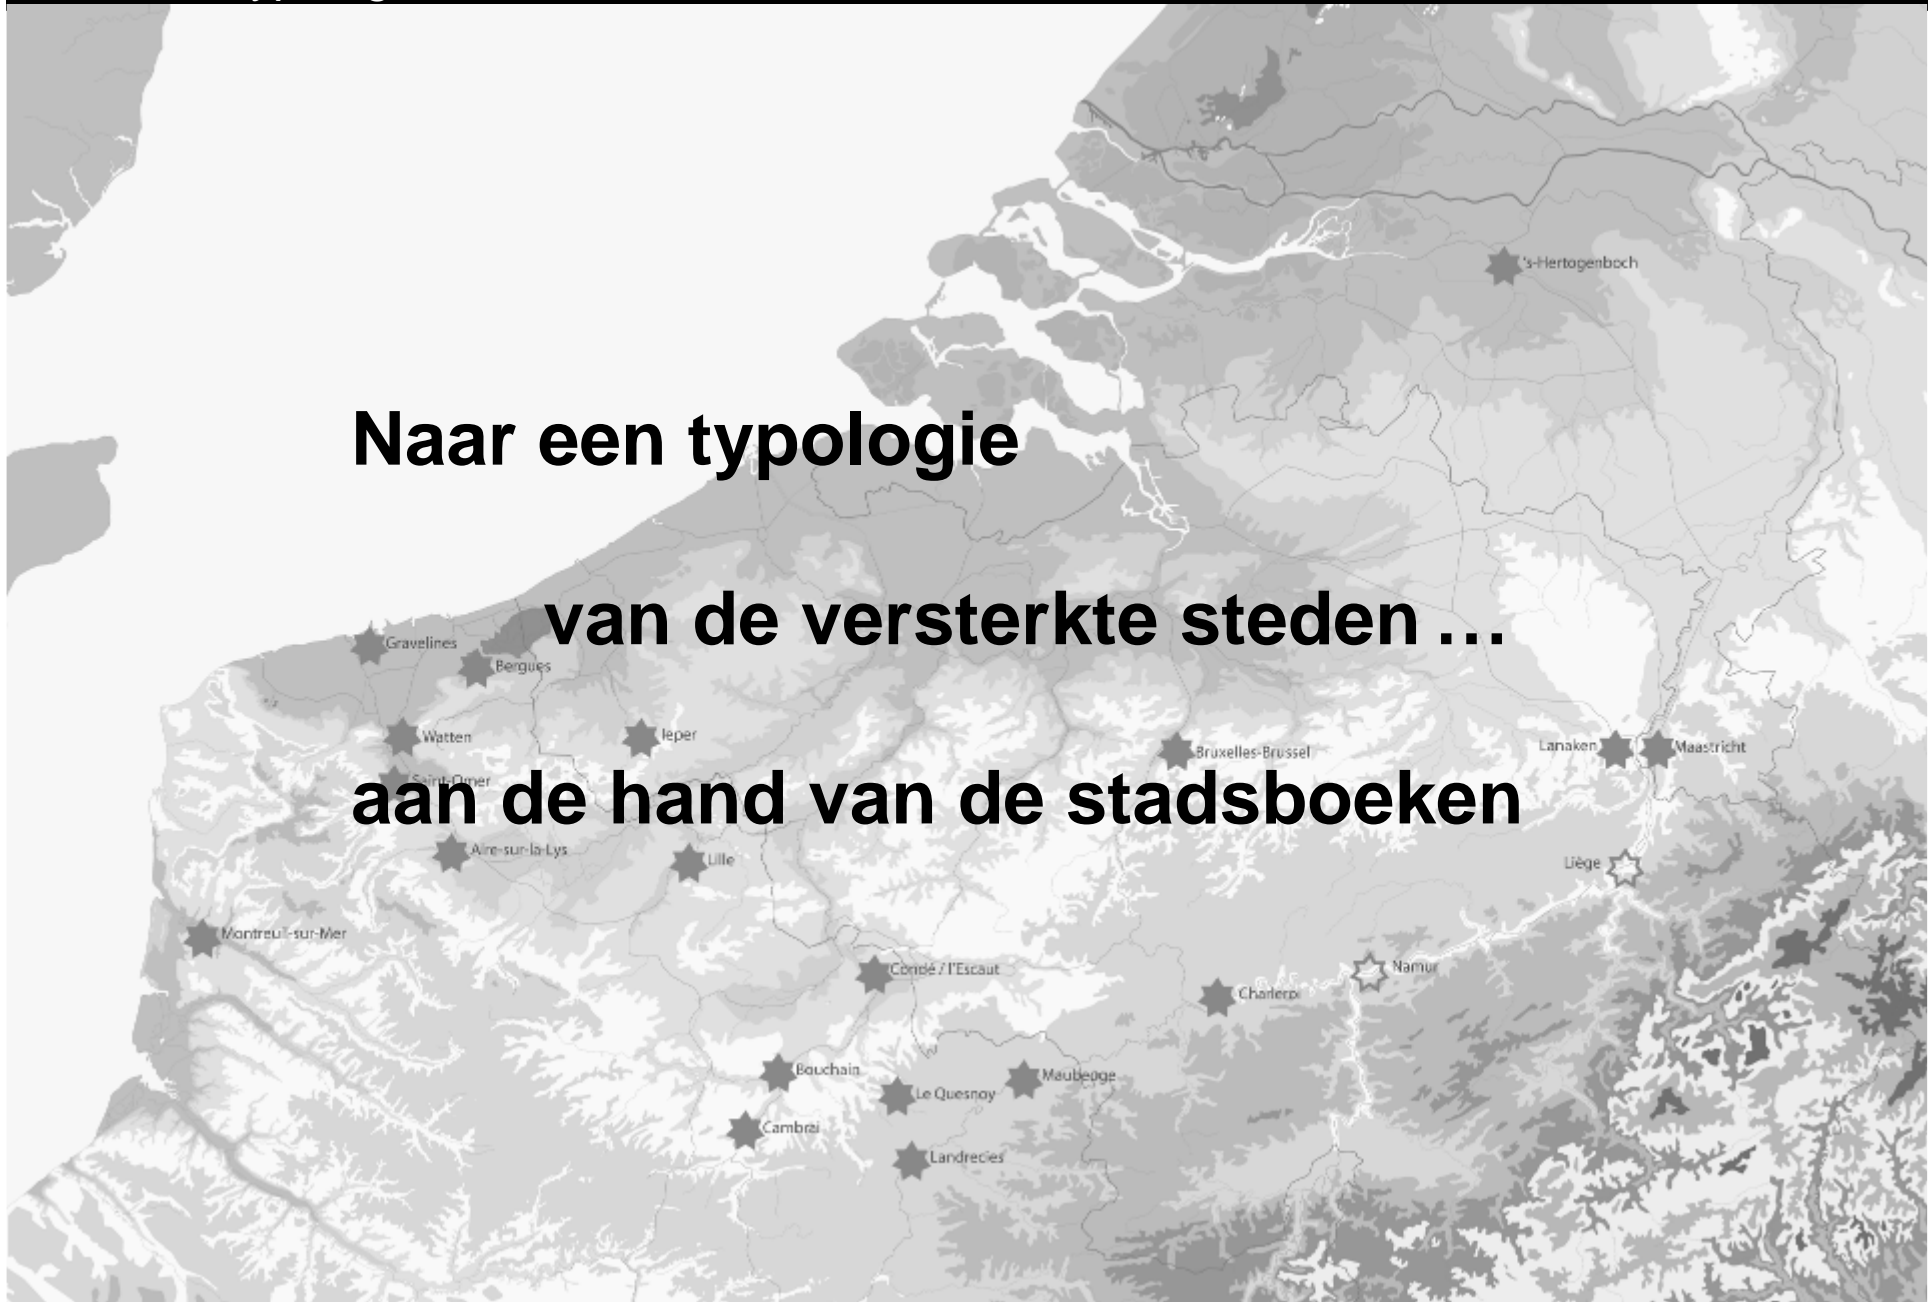 's-Hertogenboch
Naar een typologie
van de versterkte steden ...
Gravelines
Bergues
Watten
Ieper
Bruxelles-Brussel
Lanaken
Maastricht
Saint-Omer
aan de hand van de stadsboeken
Aire-sur-la-Lys
Lille
Liège
Montreuil-sur-Mer
Condé / l'Escaut
Namur
Charleroi
Bouchain
Maubeuge
Le Quesnoy
Cambrai
Landrecies